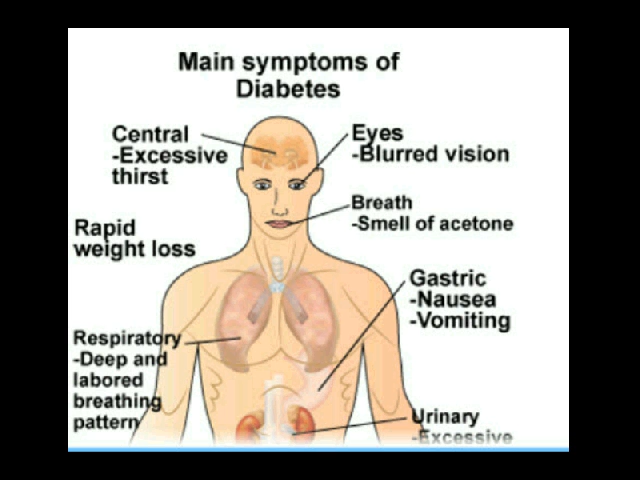 Main symptoms of
Diabetes
Central
-Excessive
thirst
Eyes
-Blurred vision
Breath
-Smell of acetone
Rapid
weight loss
Gastric
-Nausea
-Vomiting
Respiratory
-Deep and
labored
breathing
pattern
Urinary
-Excessive